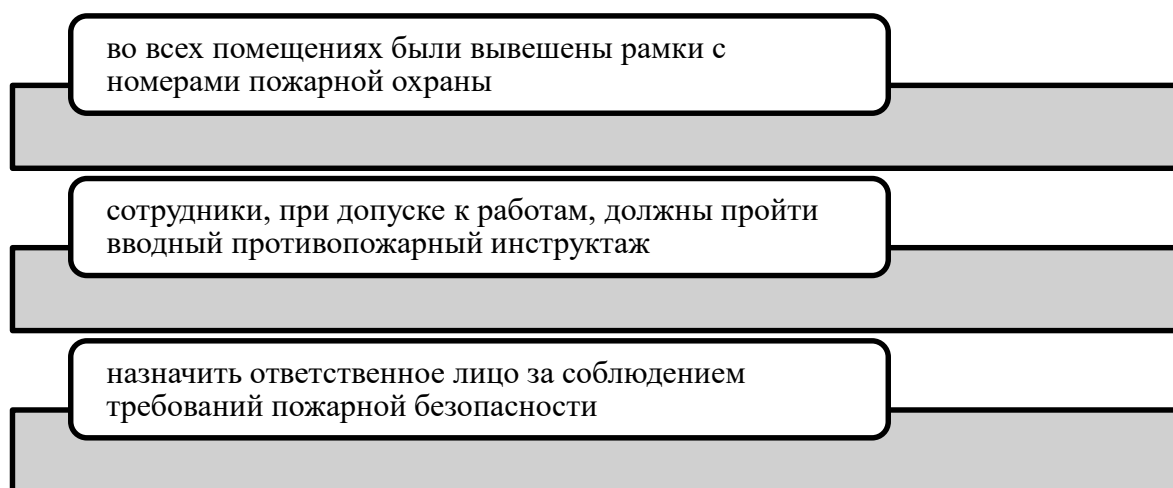 во всех помещениях были вывешены рамки с
номерами пожарной охраны
сотрудники, при допуске к работам, должны пройти
вводный противопожарный инструктаж
назначить ответственное лицо за соблюдением
требований пожарной безопасности